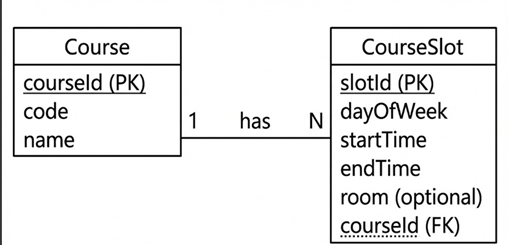 Course
courseId (PK)
code
name
1 has N
CourseSlot
slotId (PK)
dayOfWeek
startTime
endTime
room (optional)
courseId (FK)